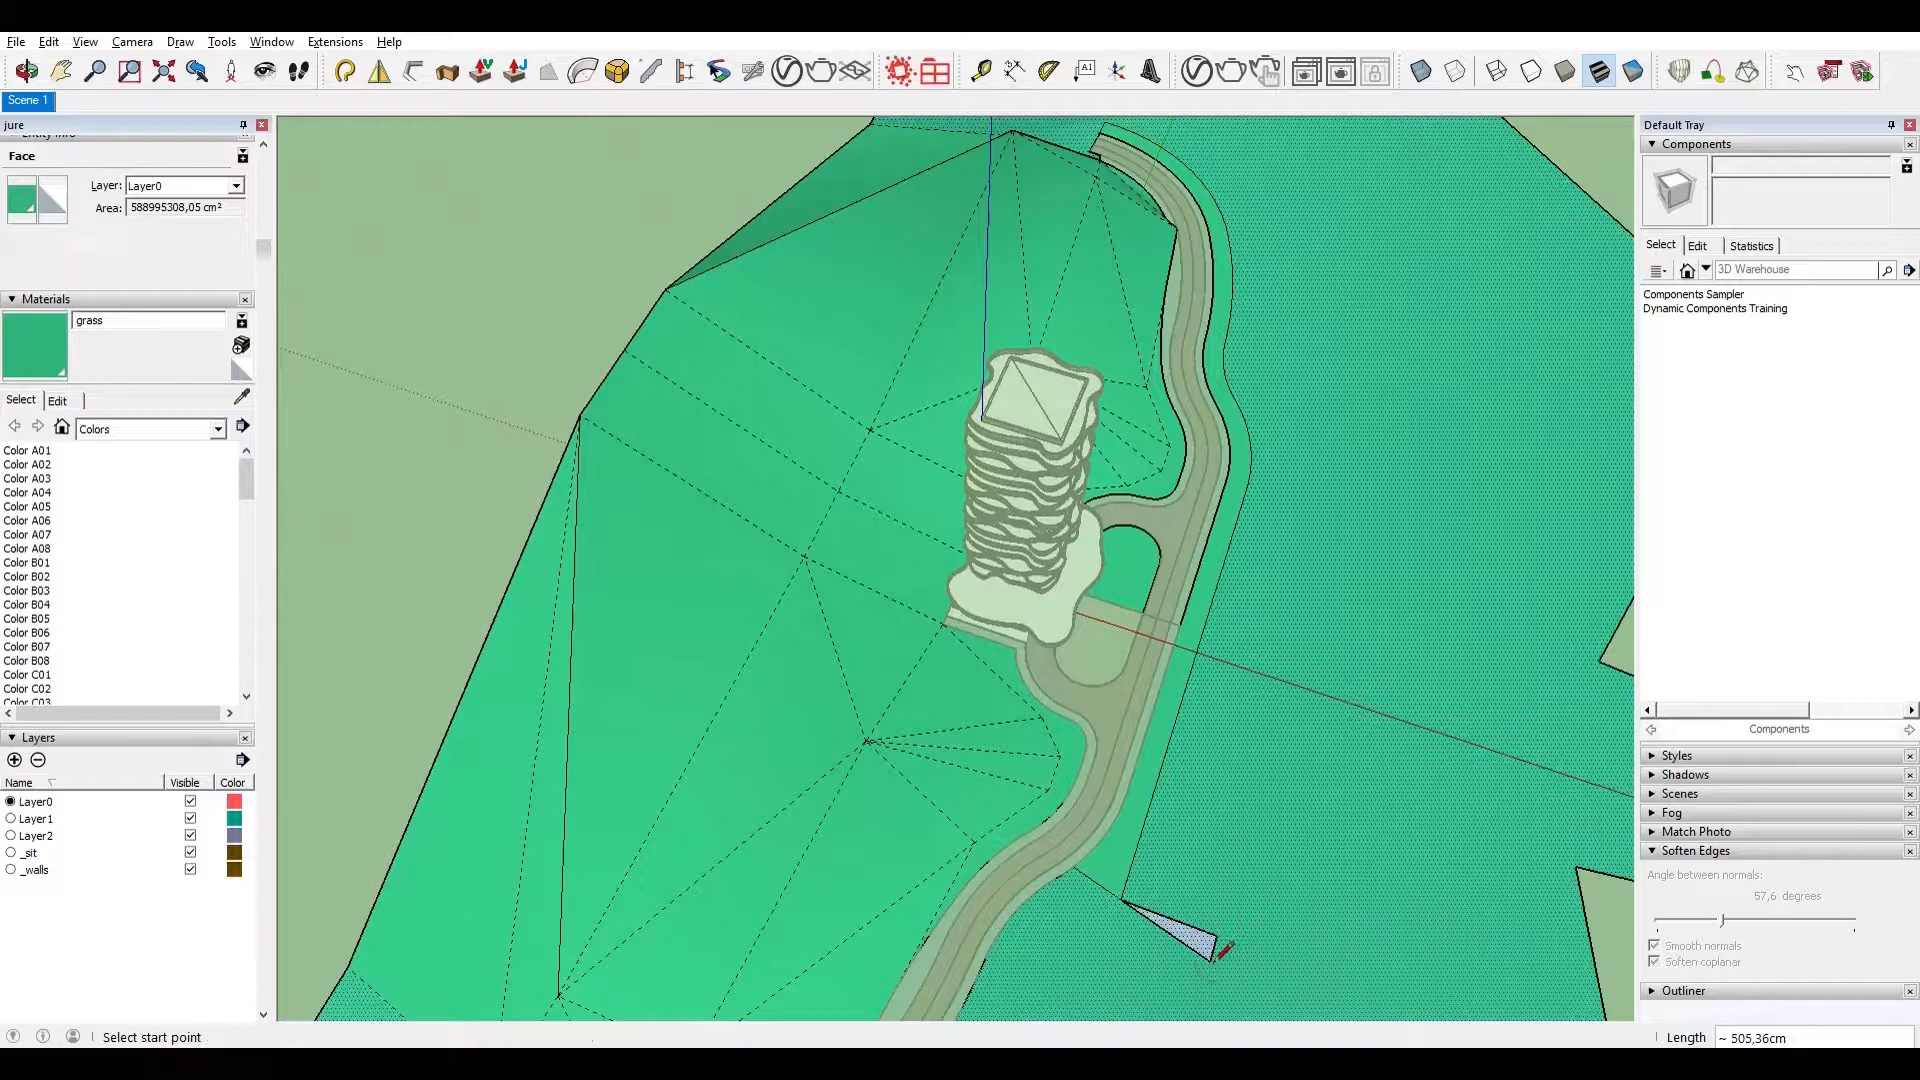 File Edit View Camera Draw Tools Window Extensions Help
A1
Scene 1
jure
Face
Layer: Layer0
Area: 588995308,05 cm²
Materials
grass
Select Edit
Colors
Color A01
Color A02
Color A03
Color A04
Color A05
Color A06
Color A07
Color A08
Color B01
Color B02
Color B03
Color B04
Color B05
Color B06
Color B07
Color B08
Color C01
Color C02
Color C03
Layers
Name Visible Color
Layer0
Layer1
Layer2
_sit
_walls
Select start point
Default Tray
Components
Select Edit Statistics
3D Warehouse
Components Sampler
Dynamic Components Training
Components
Styles
Shadows
Scenes
Fog
Match Photo
Soften Edges
Angle between normals:
57,6 degrees
Smooth normals
Soften coplanar
Outliner
Length ~ 505,36cm